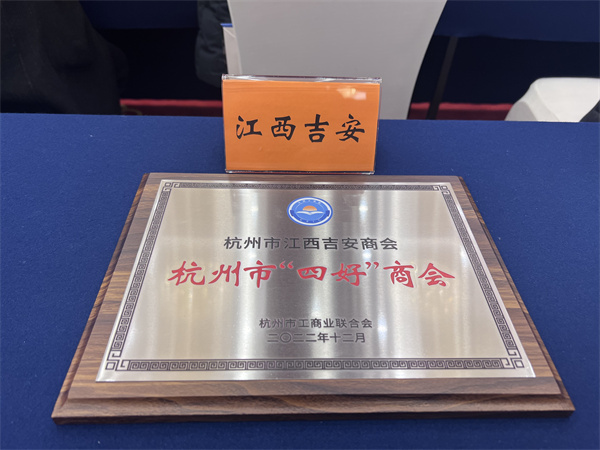 江西吉安
杭州市江西吉安商会
杭州市“四好”商会
杭州市工商业联合会
二〇二二年十二月